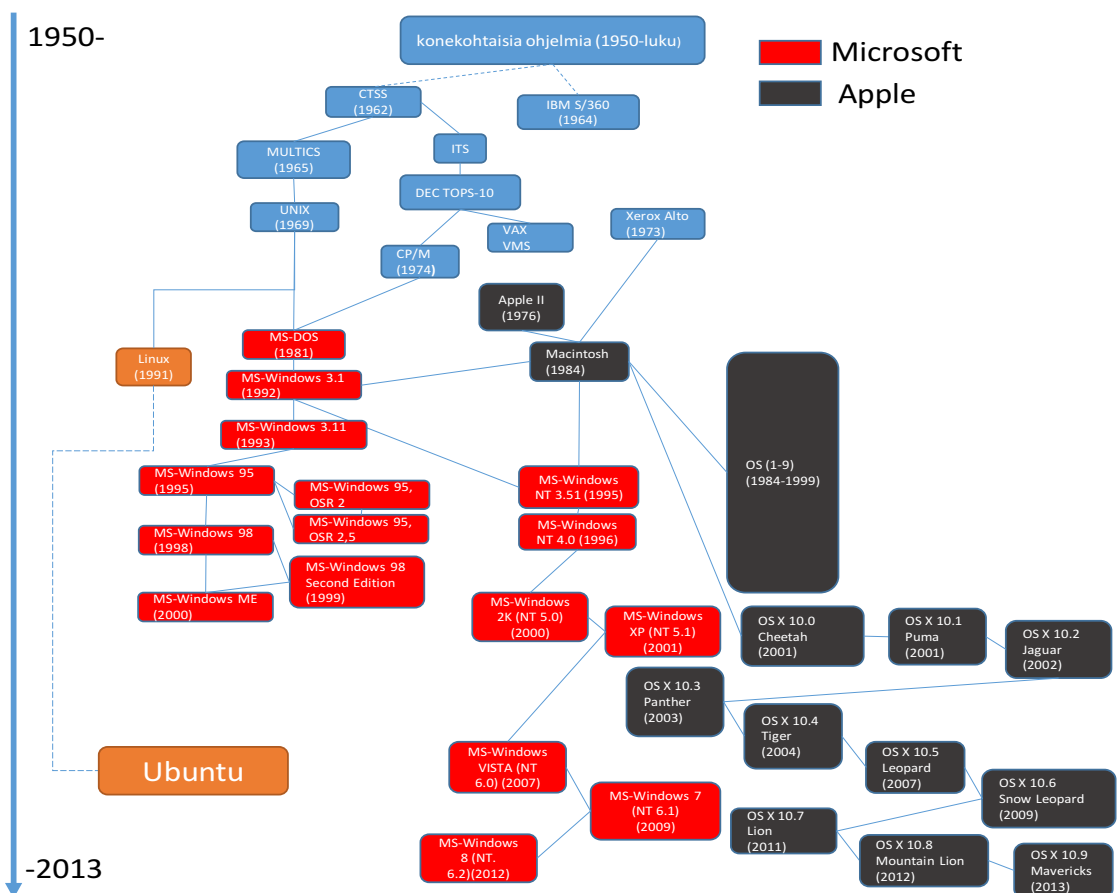 1950-
konekohtaisia ohjelmia (1950-luku)
Microsoft
Apple
CTSS
(1962)
IBM S/360
(1964)
MULTICS
(1965)
ITS
DEC TOPS-10
UNIX
(1969)
VAX
VMS
Xerox Alto
(1973)
CP/M
(1974)
Apple II
(1976)
MS-DOS
(1981)
Linux
(1991)
Macintosh
(1984)
MS-Windows 3.1
(1992)
MS-Windows 3.11
(1993)
OS (1-9)
(1984-1999)
MS-Windows 95
(1995)
MS-Windows 95,
OSR 2
MS-Windows 95,
OSR 2,5
MS-Windows
NT 3.51 (1995)
MS-Windows
NT 4.0 (1996)
MS-Windows 98
(1998)
MS-Windows 98
Second Edition
(1999)
MS-Windows ME
(2000)
MS-Windows
2K (NT 5.0)
(2000)
MS-Windows
XP (NT 5.1)
(2001)
OS X 10.0
Cheetah
(2001)
OS X 10.1
Puma
(2001)
OS X 10.2
Jaguar
(2002)
OS X 10.3
Panther
(2003)
OS X 10.4
Tiger
(2004)
OS X 10.5
Leopard
(2007)
OS X 10.6
Snow Leopard
(2009)
Ubuntu
MS-Windows
VISTA (NT
6.0) (2007)
MS-Windows 7
(NT 6.1)
(2009)
OS X 10.7
Lion
(2011)
MS-Windows
8 (NT.
6.2)(2012)
OS X 10.8
Mountain Lion
(2012)
OS X 10.9
Mavericks
(2013)
-2013